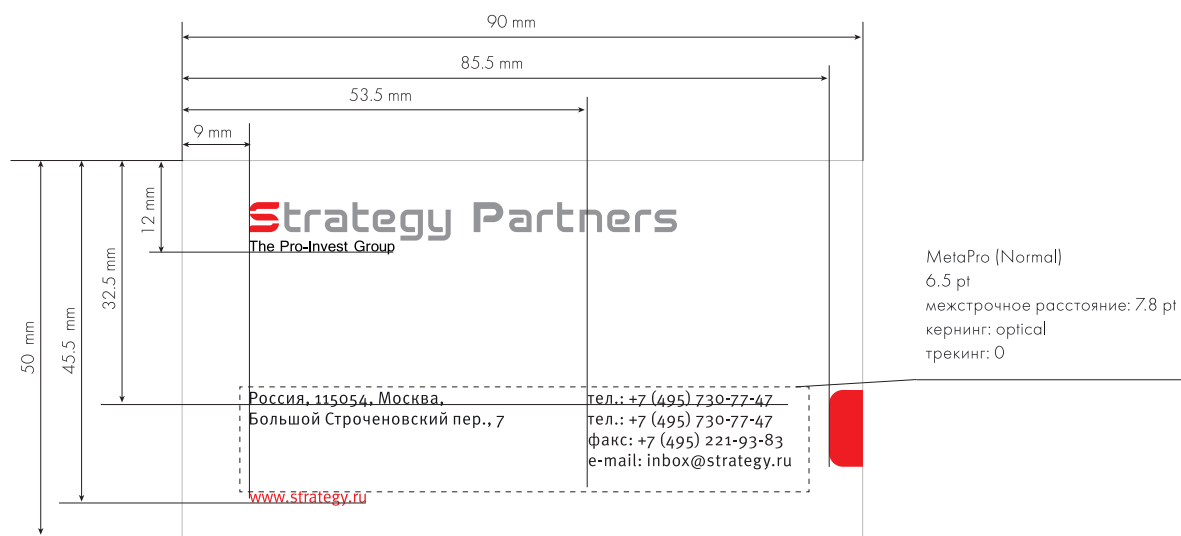 90 mm
85.5 mm
53.5 mm
9 mm
12 mm
32.5 mm
45.5 mm
50 mm
Strategy Partners
The Pro-Invest Group
MetaPro (Normal)
6.5 pt
межстрочное расстояние: 7.8 pt
кернинг: optical
трекинг: 0
Россия, 115054, Москва,
Большой Строченовский пер., 7
тел.: +7 (495) 730-77-47
тел.: +7 (495) 730-77-47
факс: +7 (495) 221-93-83
e-mail: inbox@strategy.ru
www.strategy.ru